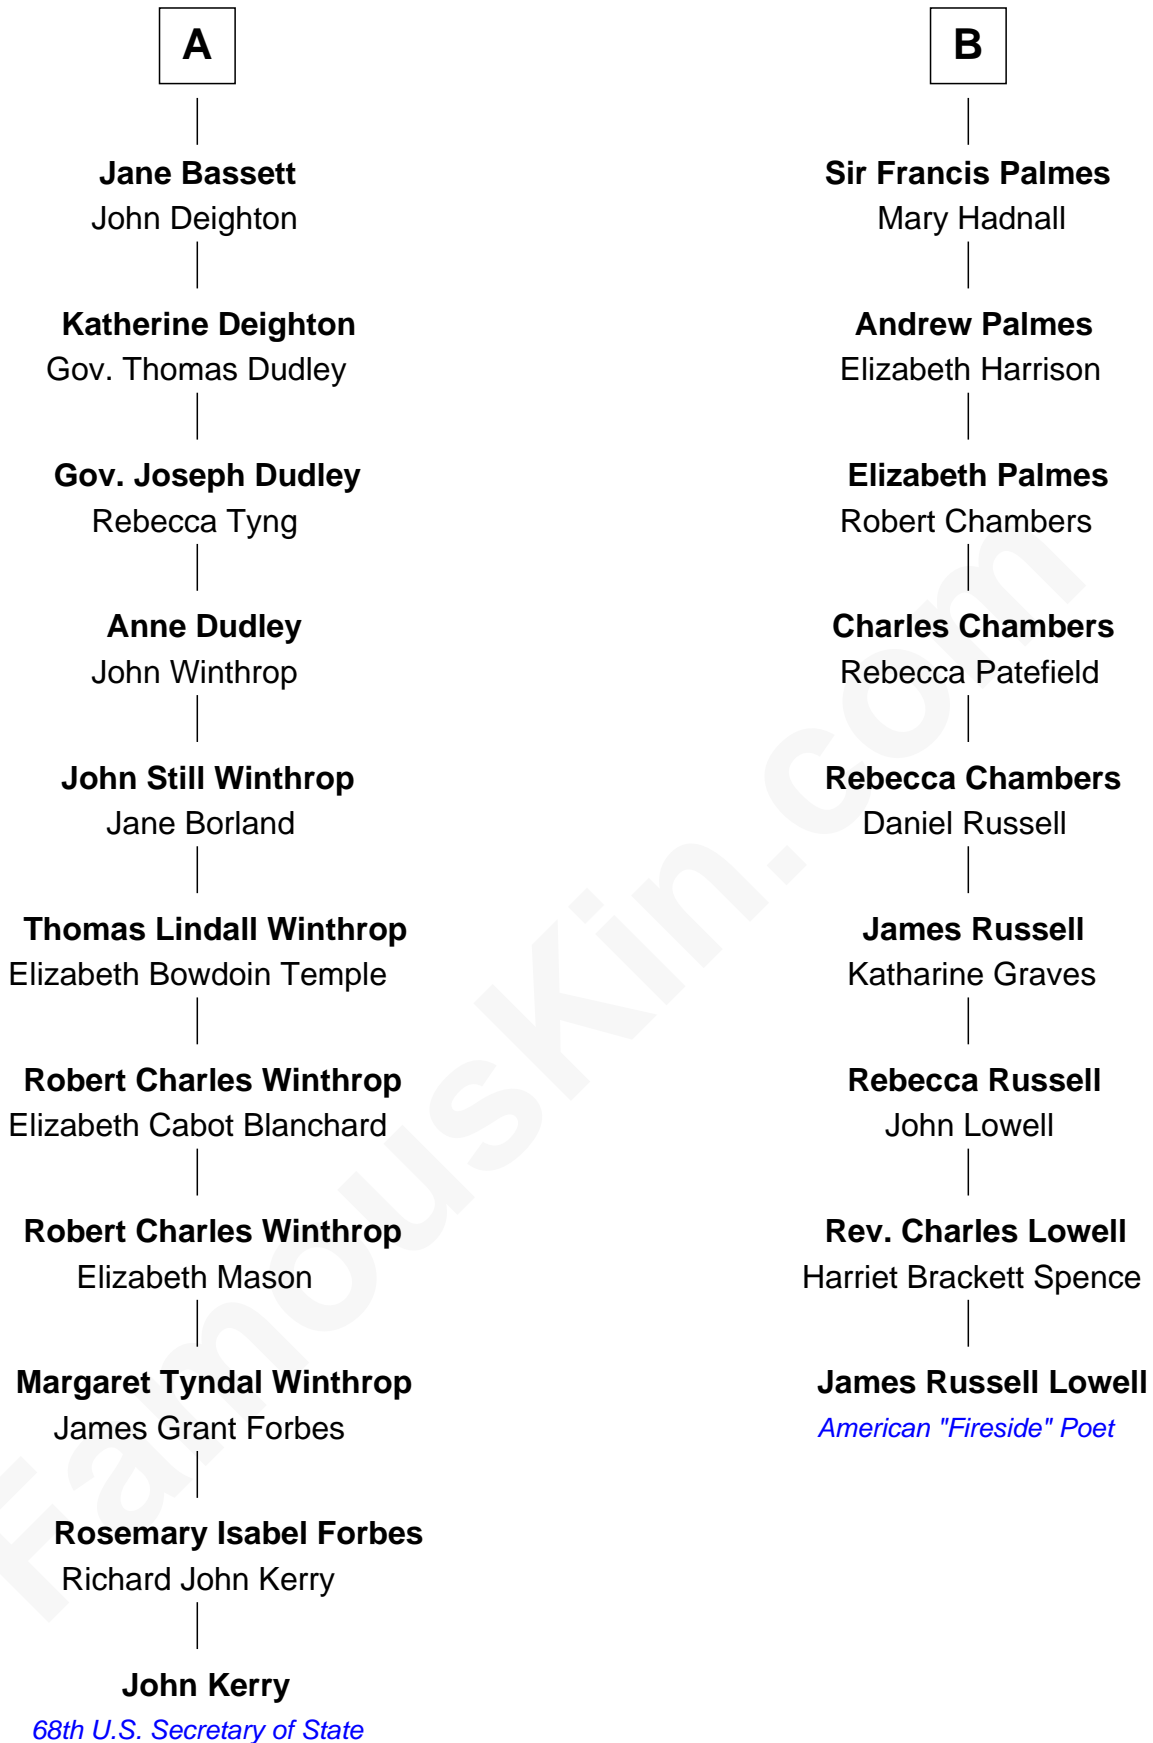 A
Jane Bassett
John Deighton
Katherine Deighton
Gov. Thomas Dudley
Gov. Joseph Dudley
Rebecca Tyng
Anne Dudley
John Winthrop
John Still Winthrop
Jane Borland
Thomas Lindall Winthrop
Elizabeth Bowdoin Temple
Robert Charles Winthrop
Elizabeth Cabot Blanchard
Robert Charles Winthrop
Elizabeth Mason
Margaret Tyndal Winthrop
James Grant Forbes
Rosemary Isabel Forbes
Richard John Kerry
John Kerry
68th U.S. Secretary of State
B
Sir Francis Palmes
Mary Hadnall
Andrew Palmes
Elizabeth Harrison
Elizabeth Palmes
Robert Chambers
Charles Chambers
Rebecca Patefield
Rebecca Chambers
Daniel Russell
James Russell
Katharine Graves
Rebecca Russell
John Lowell
Rev. Charles Lowell
Harriet Brackett Spence
James Russell Lowell
American "Fireside" Poet
FamousKin.com